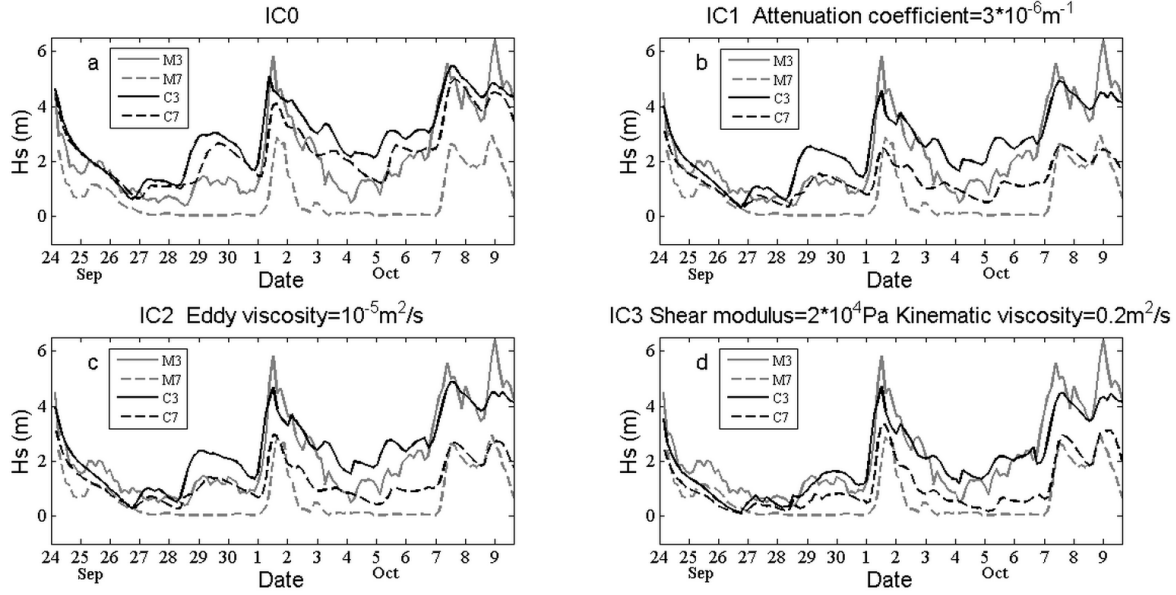 IC0
a
M3
M7
C3
C7
6
4
2
0
Hs (m)
24 25 26 27 28 29 30 1 2 3 4 5 6 7 8 9
Sep Oct
Date
IC1 Attenuation coefficient=3*10⁻⁶m⁻¹
b
M3
M7
C3
C7
6
4
2
0
Hs (m)
24 25 26 27 28 29 30 1 2 3 4 5 6 7 8 9
Sep Oct
Date
IC2 Eddy viscosity=10⁻⁵m²/s
c
M3
M7
C3
C7
6
4
2
0
Hs (m)
24 25 26 27 28 29 30 1 2 3 4 5 6 7 8 9
Sep Oct
Date
IC3 Shear modulus=2*10⁴Pa Kinematic viscosity=0.2m²/s
d
M3
M7
C3
C7
6
4
2
0
Hs (m)
24 25 26 27 28 29 30 1 2 3 4 5 6 7 8 9
Sep Oct
Date